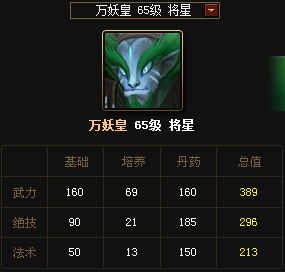 万妖皇 65级 将星
万妖皇 65级 将星
基础 培养 丹药 总值
武力 160 69 160 389
绝技 90 21 185 296
法术 50 13 150 213